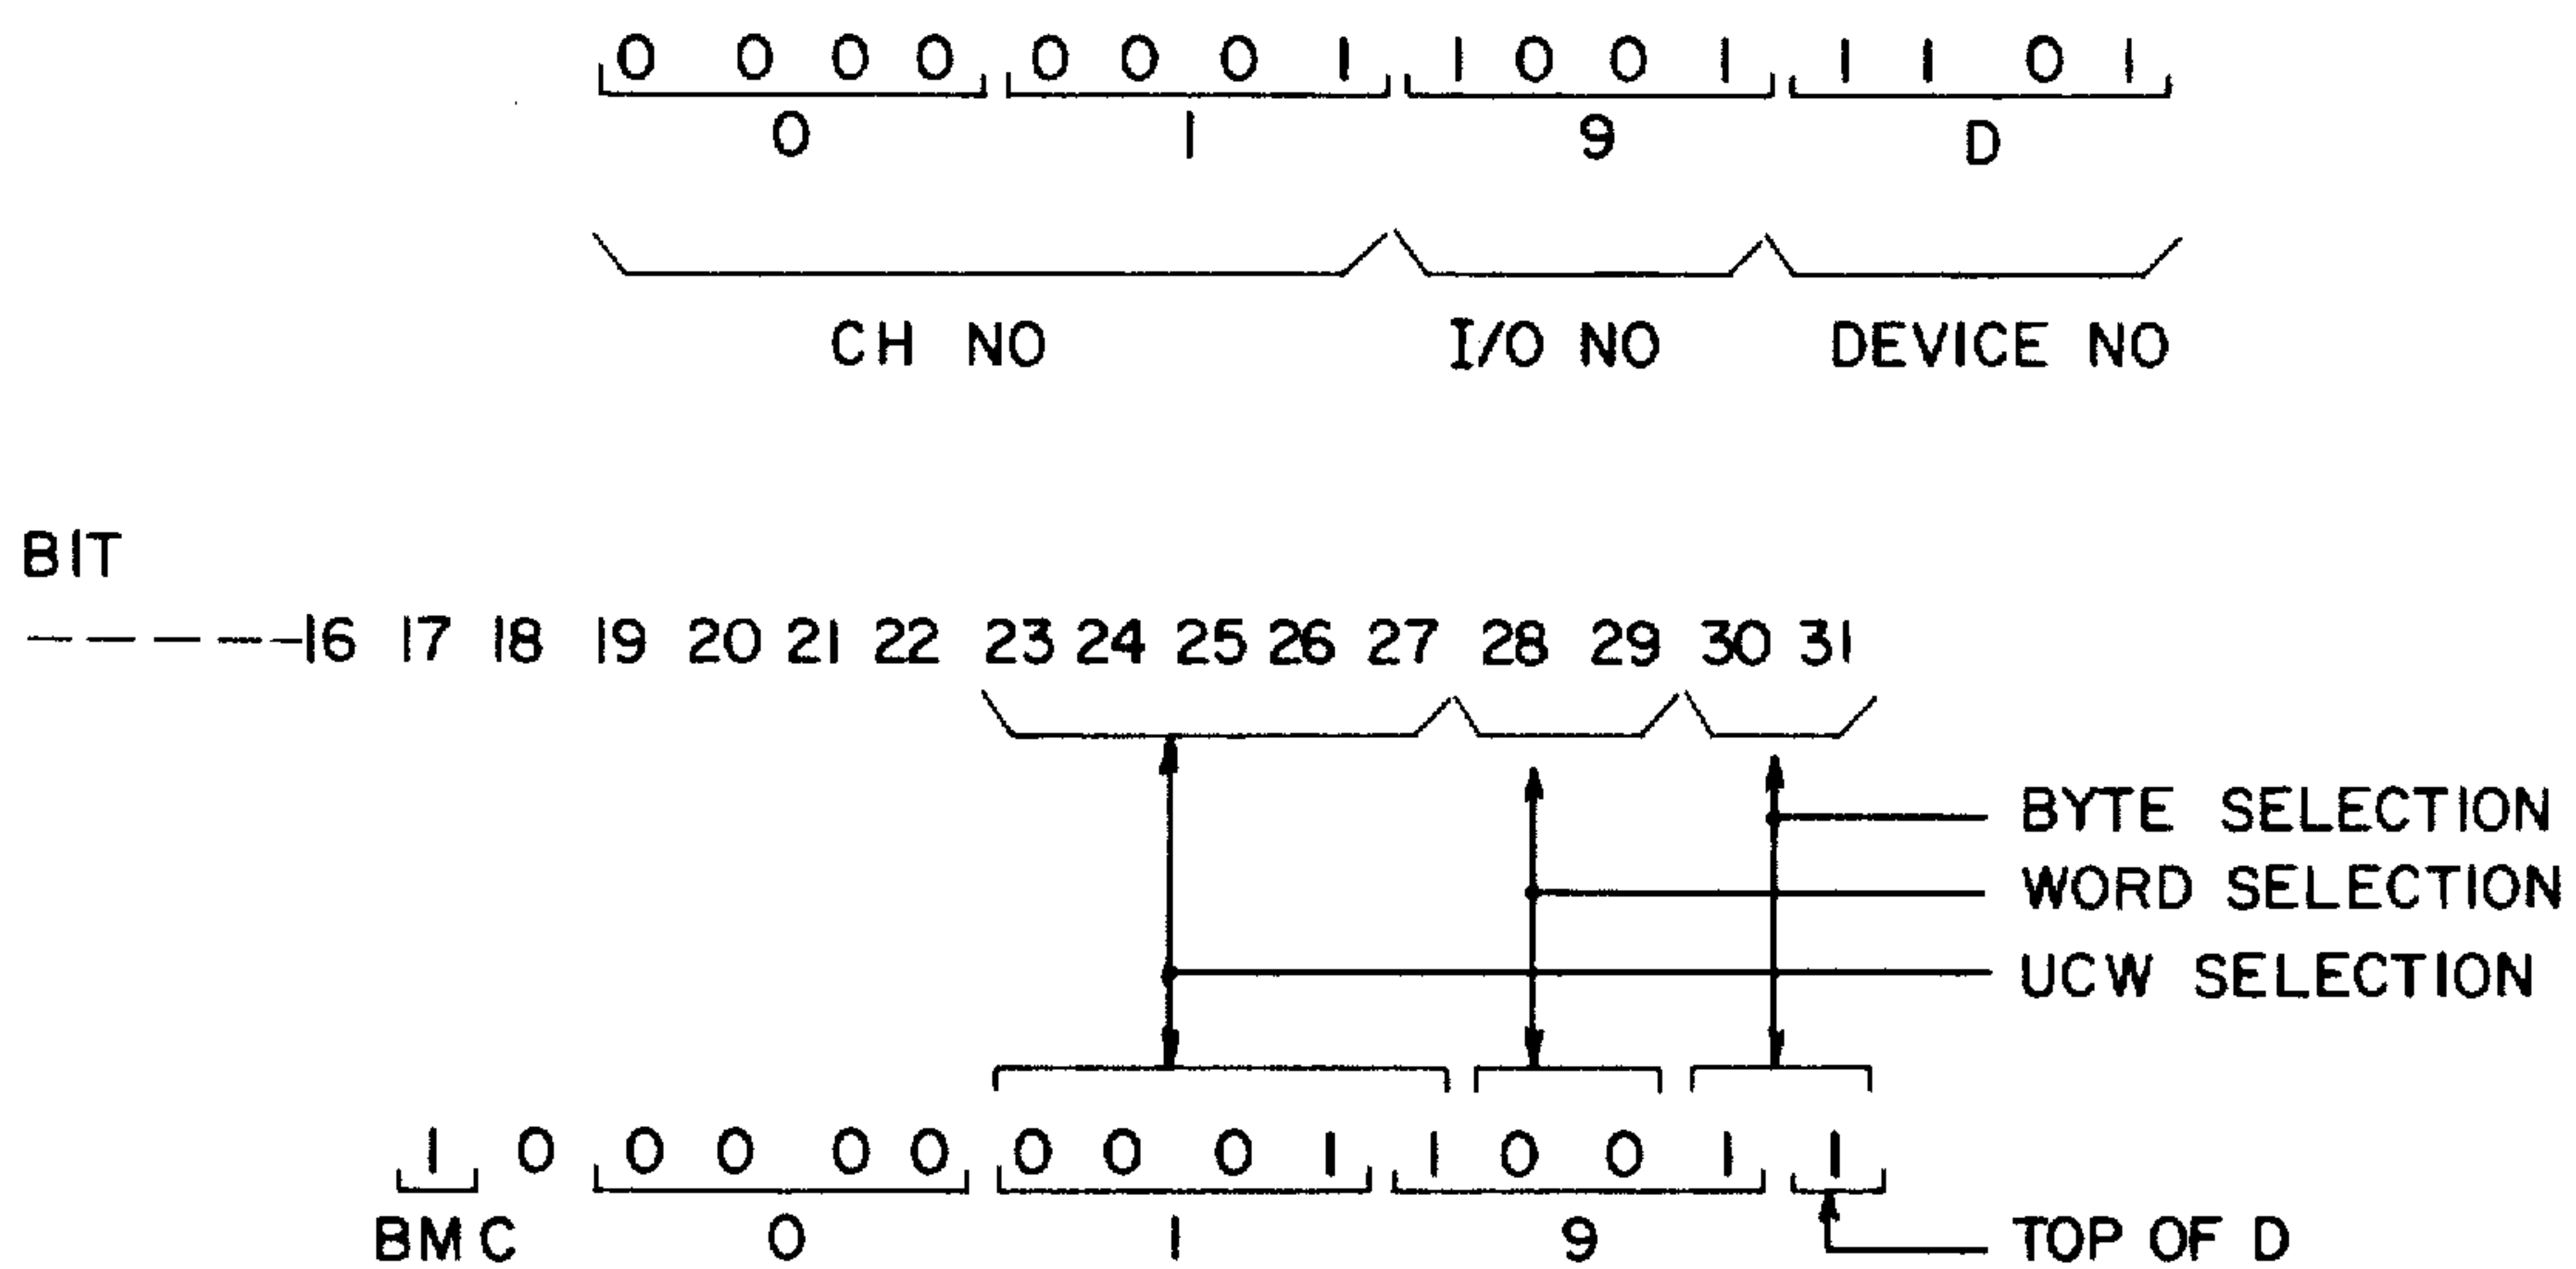 0 0 0 0 0 0 0 1 1 0 0 1 1 1 0 1
0 1 9 D
CH NO I/O NO DEVICE NO
BIT
-----16 17 18 19 20 21 22 23 24 25 26 27 28 29 30 31
BYTE SELECTION
WORD SELECTION
UCW SELECTION
1 0 0 0 0 0 0 0 0 1 1 0 0 1 1
BMC 0 1 9 TOP OF D